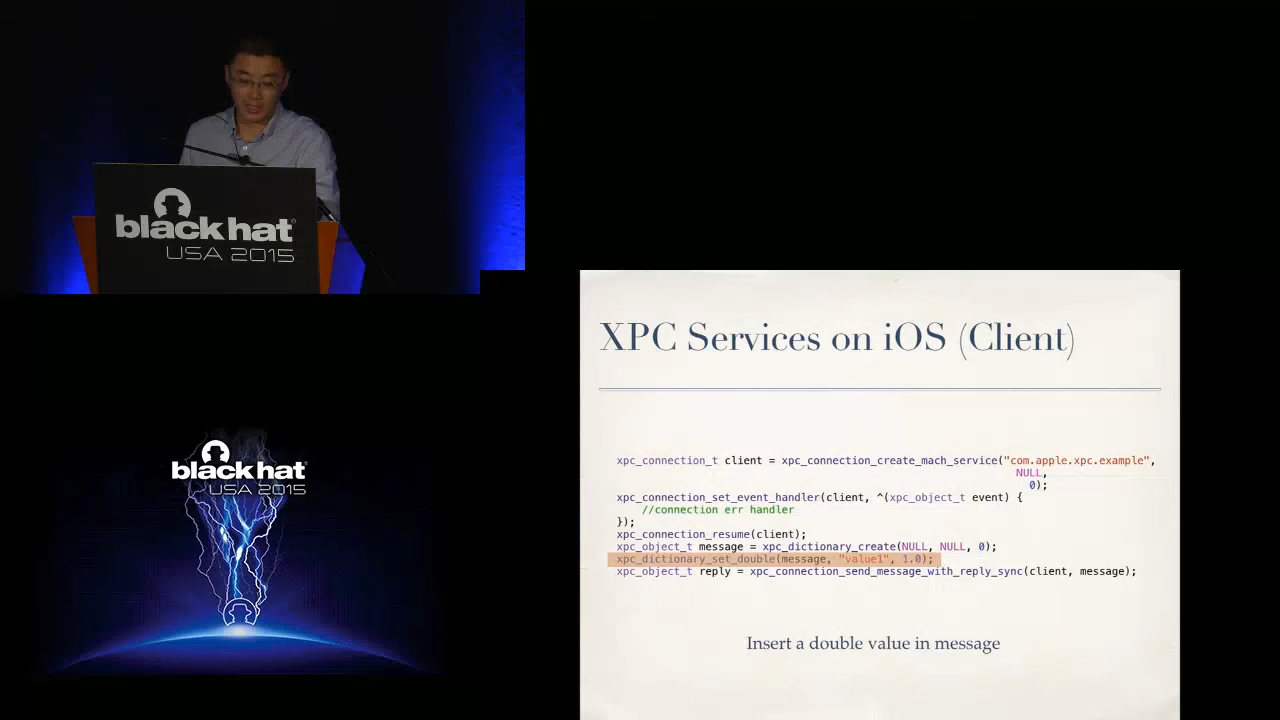 black hat
USA 2015
black hat
USA 2015
XPC Services on iOS (Client)
xpc_connection_t client = xpc_connection_create_mach_service("com.apple.xpc.example",
NULL,
0);
xpc_connection_set_event_handler(client, ^(xpc_object_t event) {
//connection err handler
});
xpc_connection_resume(client);
xpc_object_t message = xpc_dictionary_create(NULL, NULL, 0);
xpc_dictionary_set_double(message, "value1", 1.0);
xpc_object_t reply = xpc_connection_send_message_with_reply_sync(client, message);
Insert a double value in message